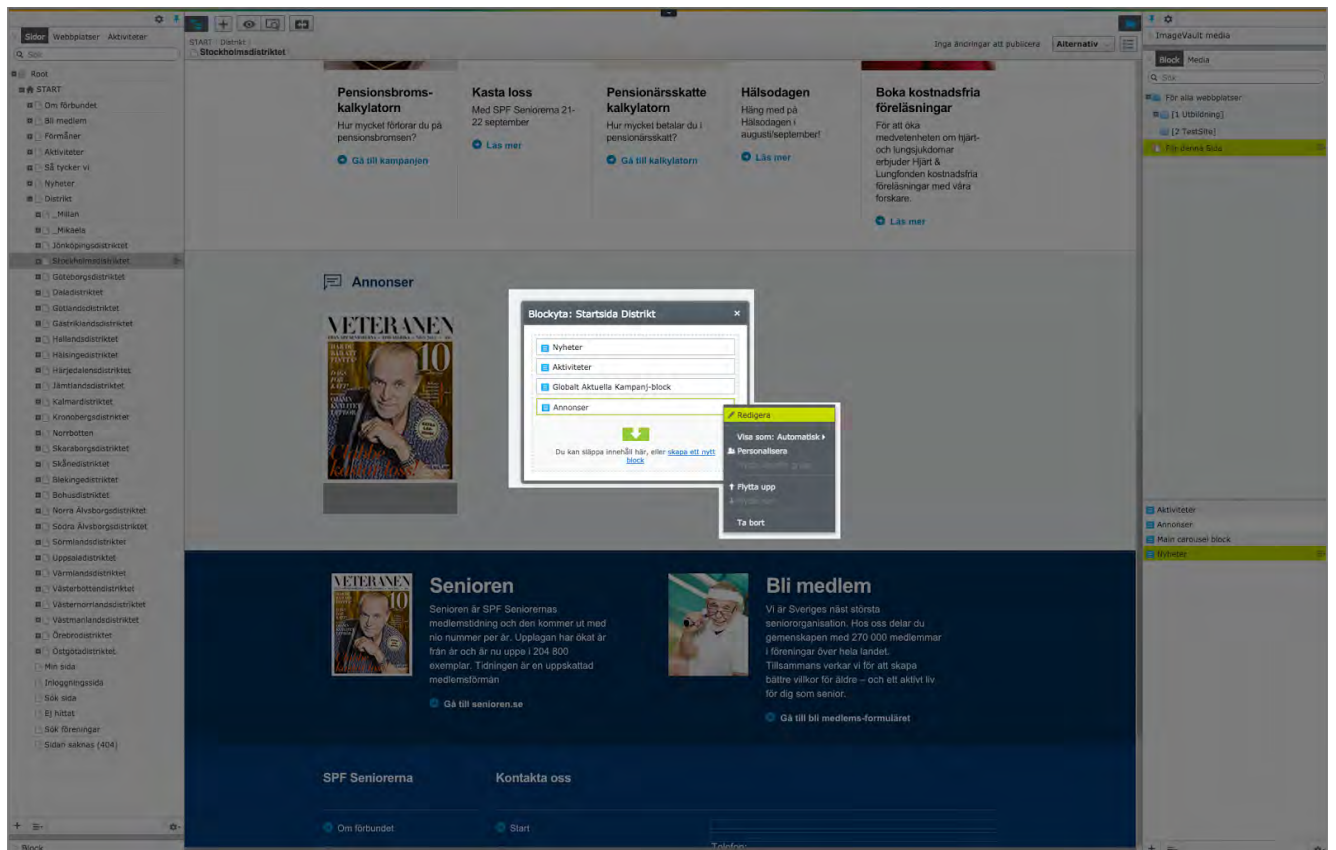 Sidor Webbplatser Aktiviteter
Sök
Root
START
Om förbundet
Bli medlem
Förmåner
Aktiviteter
Så tycker vi
Nyheter
Distrikt
_Milian
_Mikaela
Jönköpingsdistriktet
Stockholmsdistriktet
Göteborgsdistriktet
Daladistriktet
Gotlandsdistriktet
Gästriklandsdistriktet
Hallandsdistriktet
Hälsingedistriktet
Härjedalensdistriktet
Jämtlandsdistriktet
Kalmardistriktet
Kronobergsdistriktet
Norrbotten
Skaraborgsdistriktet
Skånedistriktet
Blekingedistriktet
Bohusdistriktet
Norra Älvsborgsdistriktet
Södra Älvsborgsdistriktet
Sörmlandsdistriktet
Uppsaladistriktet
Värmlandsdistriktet
Västerbottendistriktet
Västernorrlandsdistriktet
Västmanlandsdistriktet
Örebrodistriktet
Östgötadistriktet
Min sida
Inloggningssida
Sök sida
Ej hittat
Sök föreningar
Sidan saknas (404)
Block
START Distrikt
Stockholmsdistriktet
Inga ändringar att publicera Alternativ
Pensionsbroms-
kalkylatorn
Hur mycket förlorar du på
pensionsbromsen?
Gå till kampanjen
Kasta loss
Med SPF Seniorerna 21-
22 september
Läs mer
Pensionärsskatte
kalkylatorn
Hur mycket betalar du i
pensionärsskatt?
Gå till kalkylatorn
Hälsodagen
Häng med på
Hälsodagen i
augusti/september!
Läs mer
Boka kostnadsfria
föreläsningar
För att öka
medvetenheten om hjärt-
och lungsjukdomar
erbjuder Hjärt &
Lungfonden kostnadsfria
föreläsningar med våra
forskare.
Läs mer
Annonser
VETERANEN
10
Blockyta: Startsida Distrikt ×
Nyheter
Aktiviteter
Globalt Aktuella Kampanj-block
Annonser
Du kan släppa innehåll här, eller skapa ett nytt
block
Redigera
Visa som: Automatisk
Personalisera
Flytta upp
Ta bort
VETERANEN
10
Senioren
Senioren är SPF Seniorernas
medlemstidning och den kommer ut med
nio nummer per år. Upplagan har ökat år
från år och är nu uppe i 204 800
exemplar. Tidningen är en uppskattad
medlemsförmån
Gå till senioren.se
Bli medlem
Vi är Sveriges näst största
seniororganisation. Hos oss delar du
gemenskapen med 270 000 medlemmar
i föreningar över hela landet.
Tillsammans verkar vi för att skapa
bättre villkor för äldre – och ett aktivt liv
för dig som senior.
Gå till bli medlems-formuläret
SPF Seniorerna
Kontakta oss
Om förbundet
Start
Telefon:
ImageVault media
Block Media
Sök
För alla webbplatser
[1 Utbildning]
[2 TestSite]
För denna Sida
Aktiviteter
Annonser
Main carousel block
Nyheter